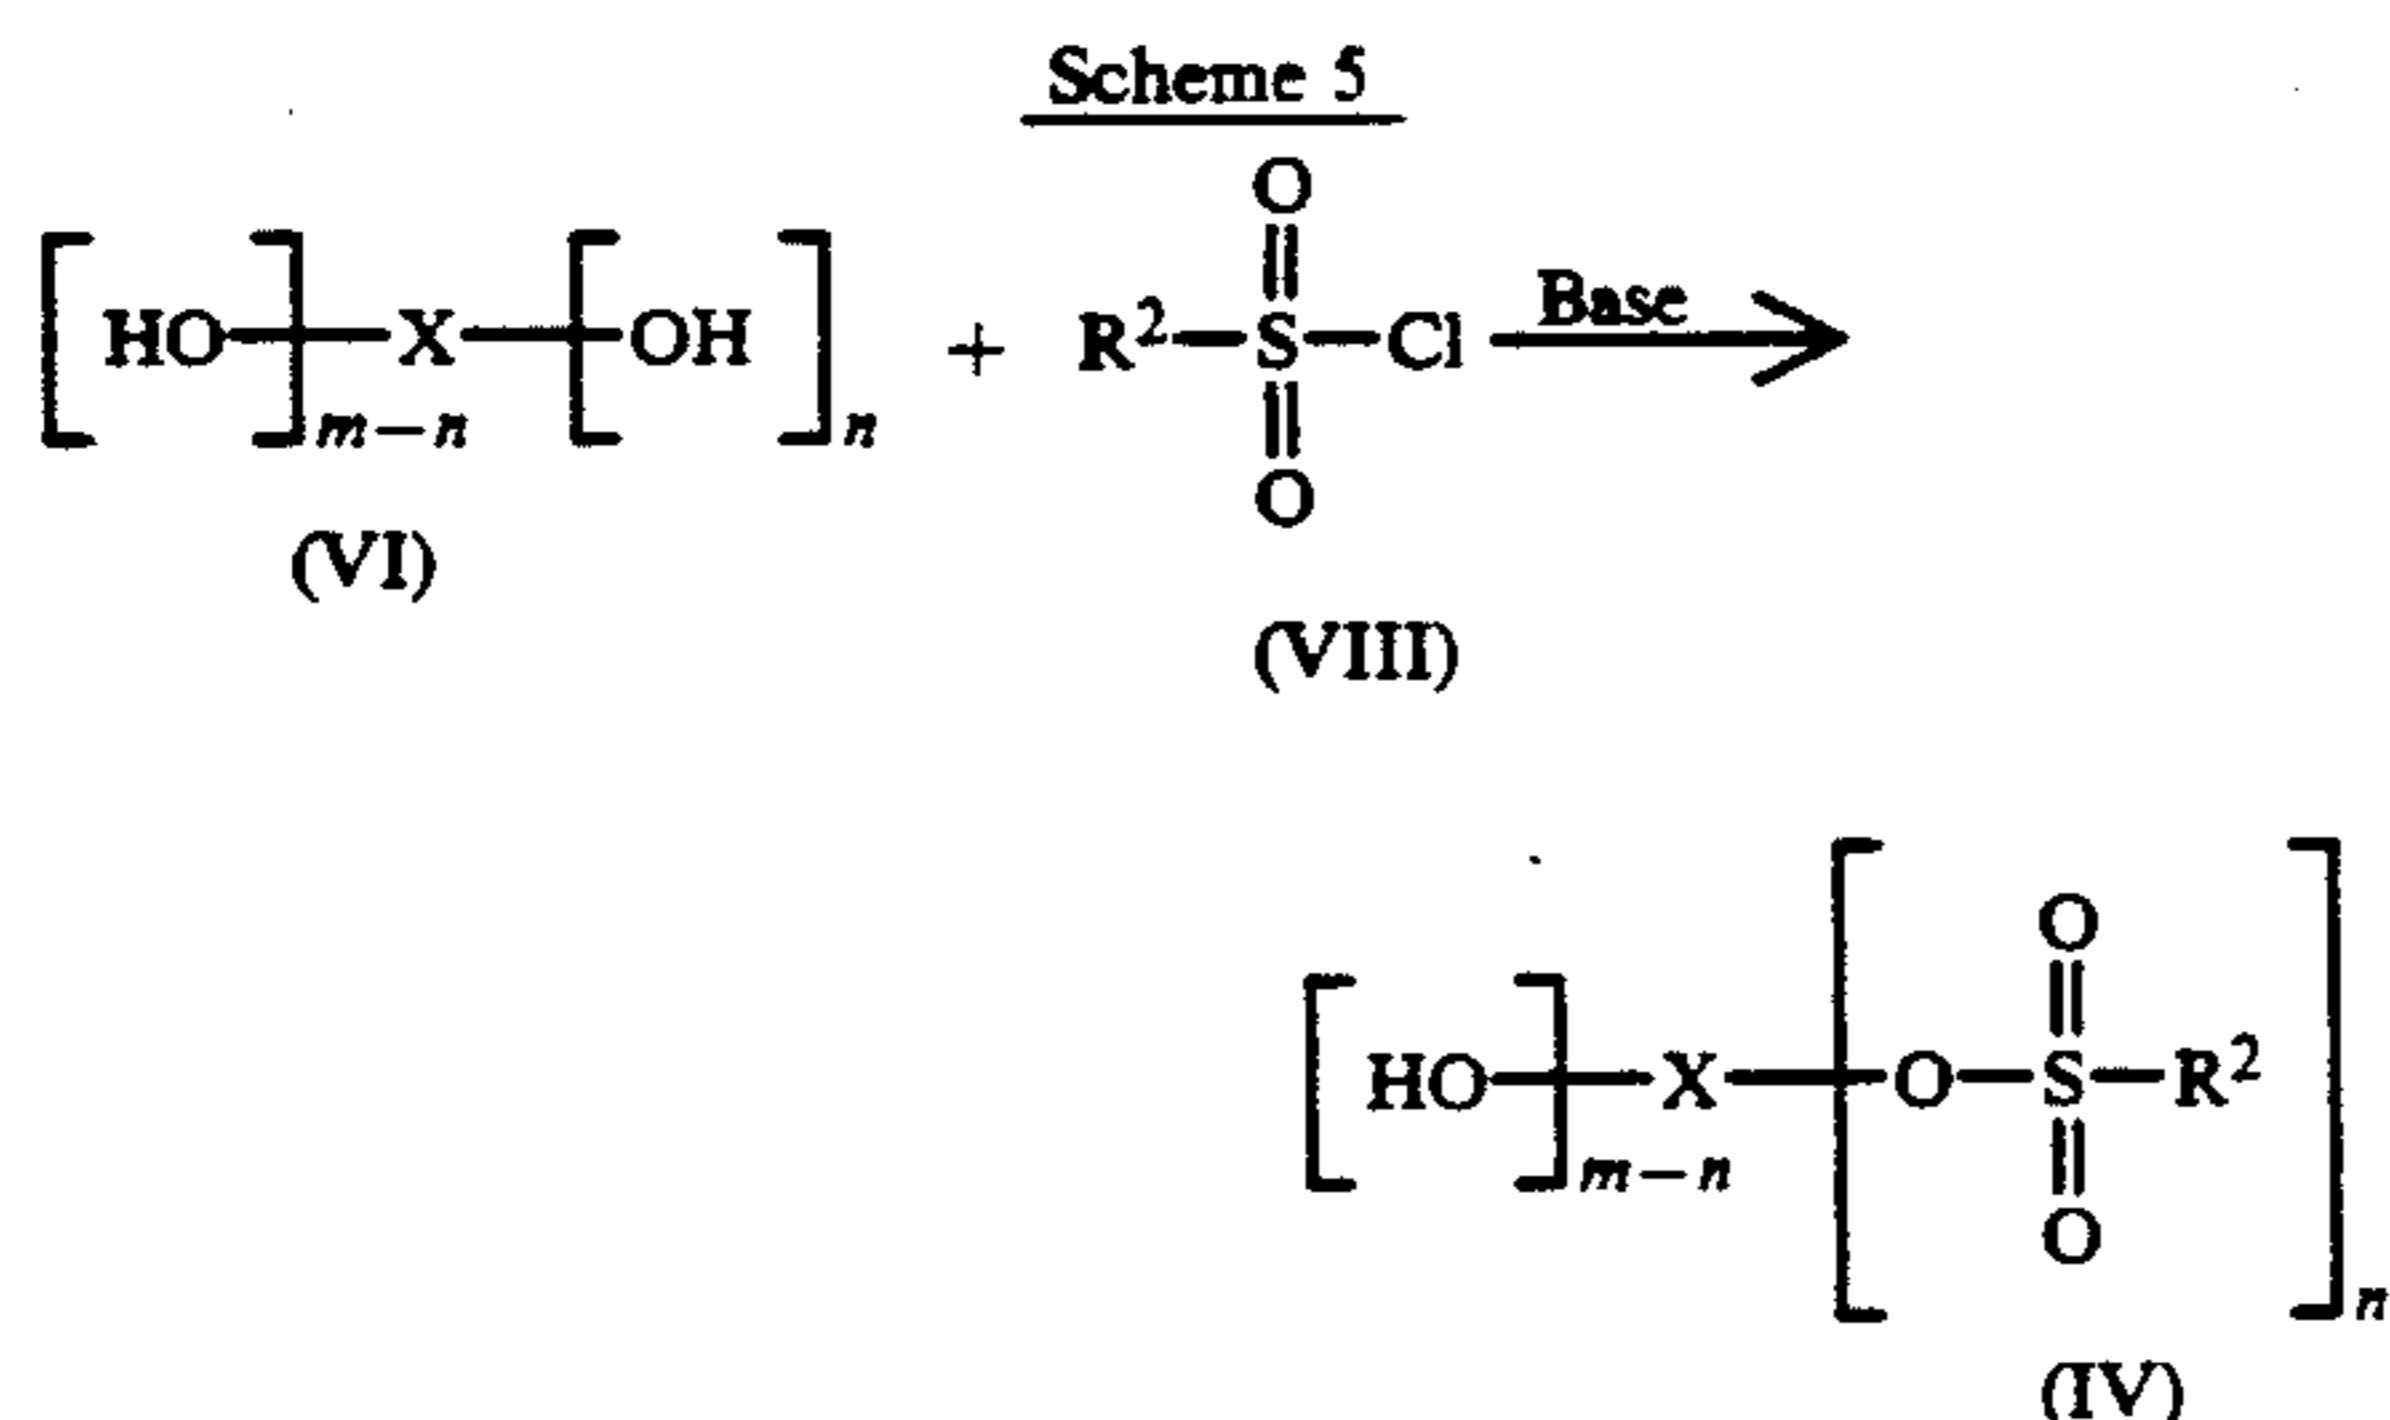 Scheme 5
O
[HO]m−n—X—[OH]n + R2—S—Cl Base
O
(VI)
(VIII)
O
[HO]m−n—X—[O—S—R2]n
O
(IV)